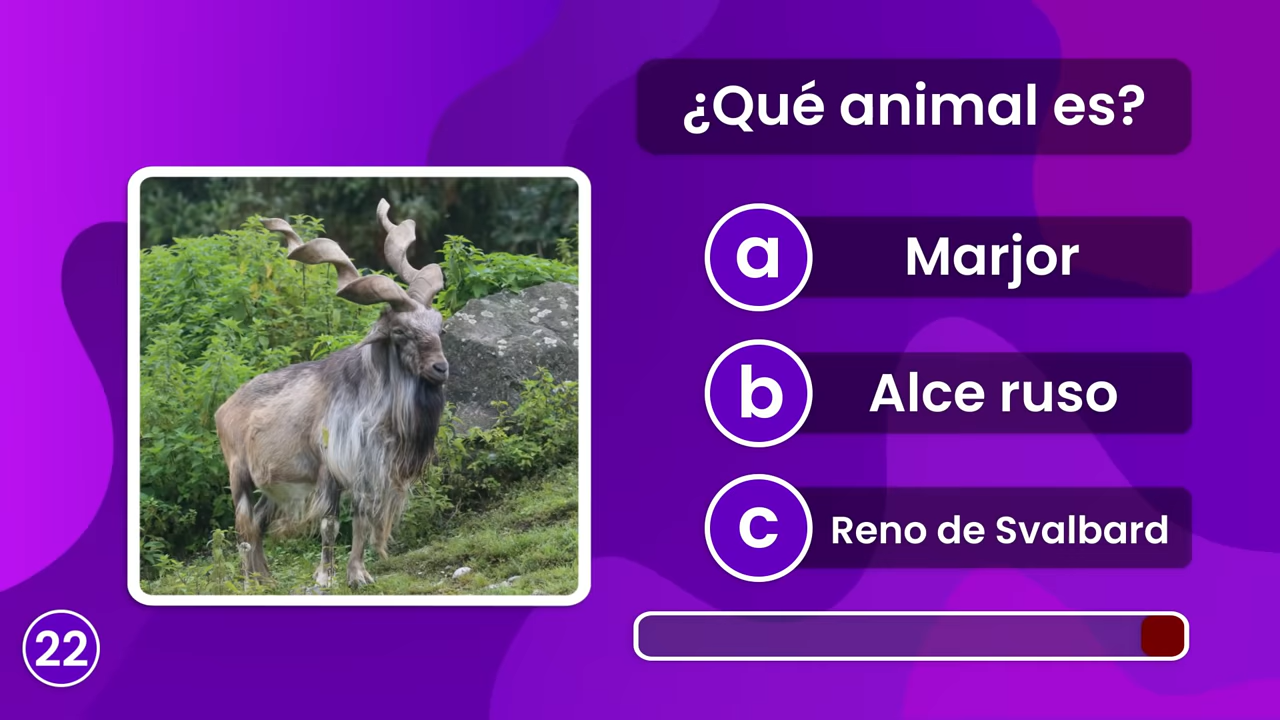 ¿Qué animal es?
a Marjor
b Alce ruso
c Reno de Svalbard
22